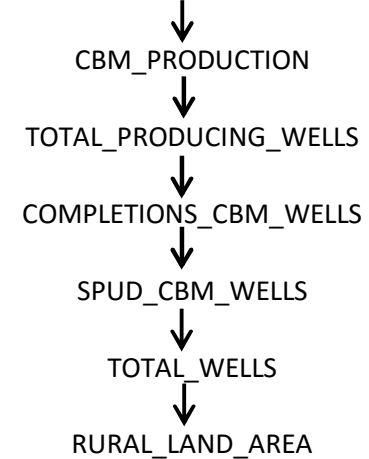 CBM_PRODUCTION
TOTAL_PRODUCING_WELLS
COMPLETIONS_CBM_WELLS
SPUD_CBM_WELLS
TOTAL_WELLS
RURAL_LAND_AREA